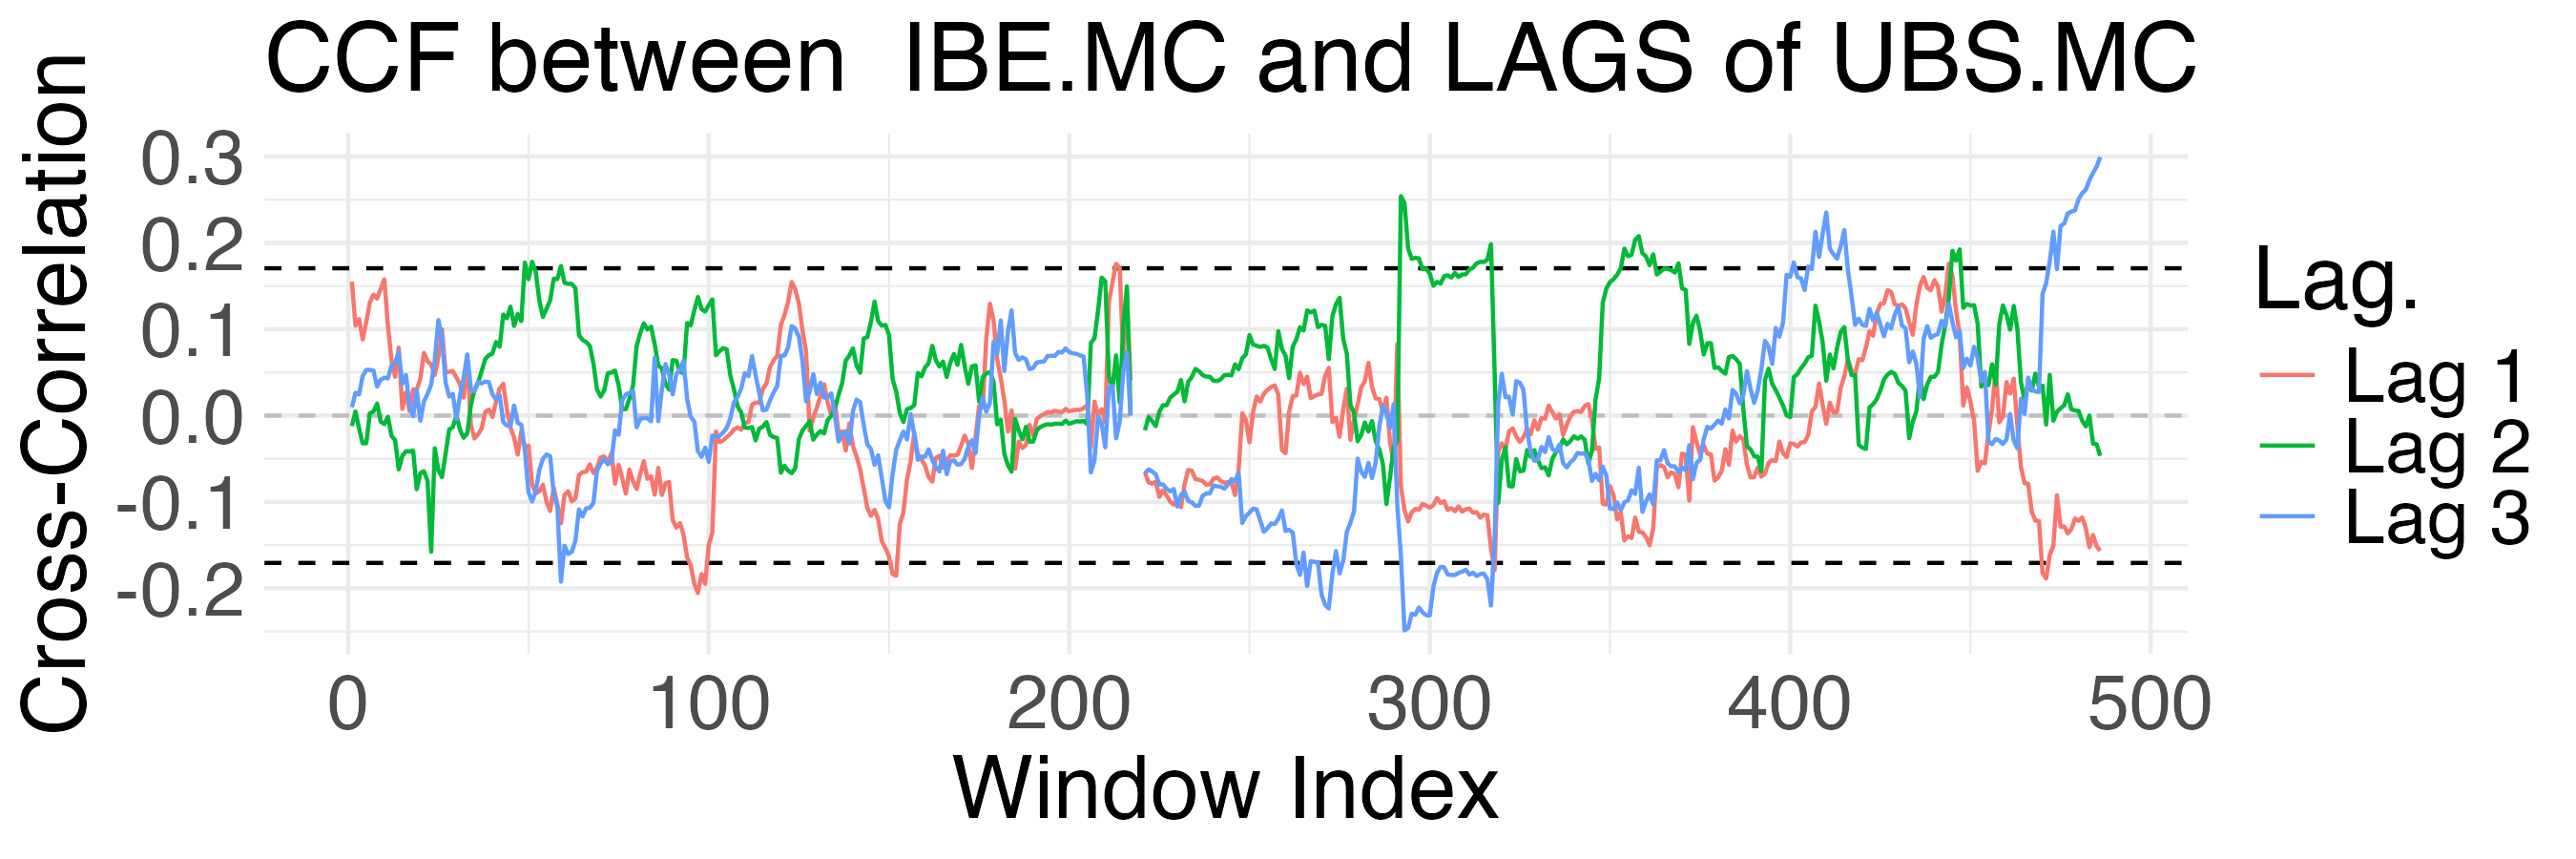 CCF between  IBE.MC and LAGS of UBS.MC
Cross-Correlation
0.3
0.2
0.1
0.0
-0.1
-0.2
0 100 200 300 400 500
Window Index
Lag.
Lag 1
Lag 2
Lag 3